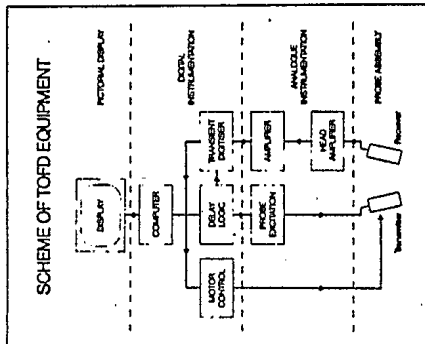 SCHEME OF TOFD EQUIPMENT
PICTORIAL DISPLAY
DISPLAY
COMPUTER
DIGITAL
INSTRUMENTATION
MOTOR
CONTROL
DELAY
LOGIC
TRANSIENT
DIGITISER
ANALOGUE
INSTRUMENTATION
PROBE
EXCITATION
AMPLIFIER
HEAD
AMPLIFIER
PROBE ASSEMBLY
Transmitter
Receiver